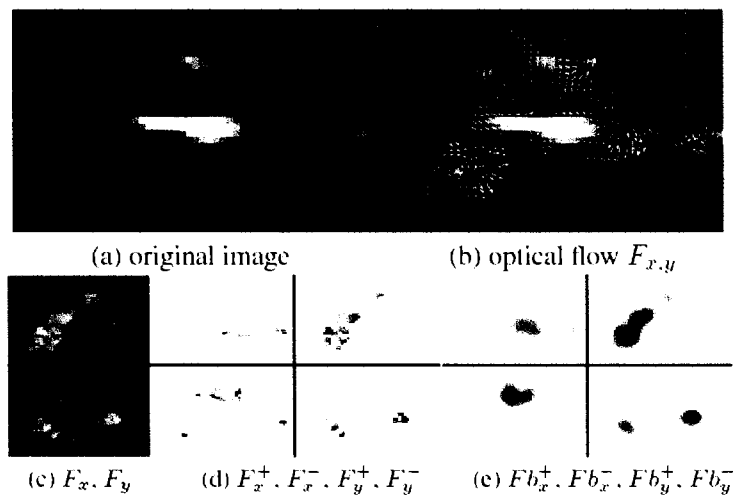 (a) original image (b) optical flow F_{x,y}
(c) F_x, F_y (d) F_x^+, F_x^-, F_y^+, F_y^- (e) Fb_x^+, Fb_x^-, Fb_y^+, Fb_y^-